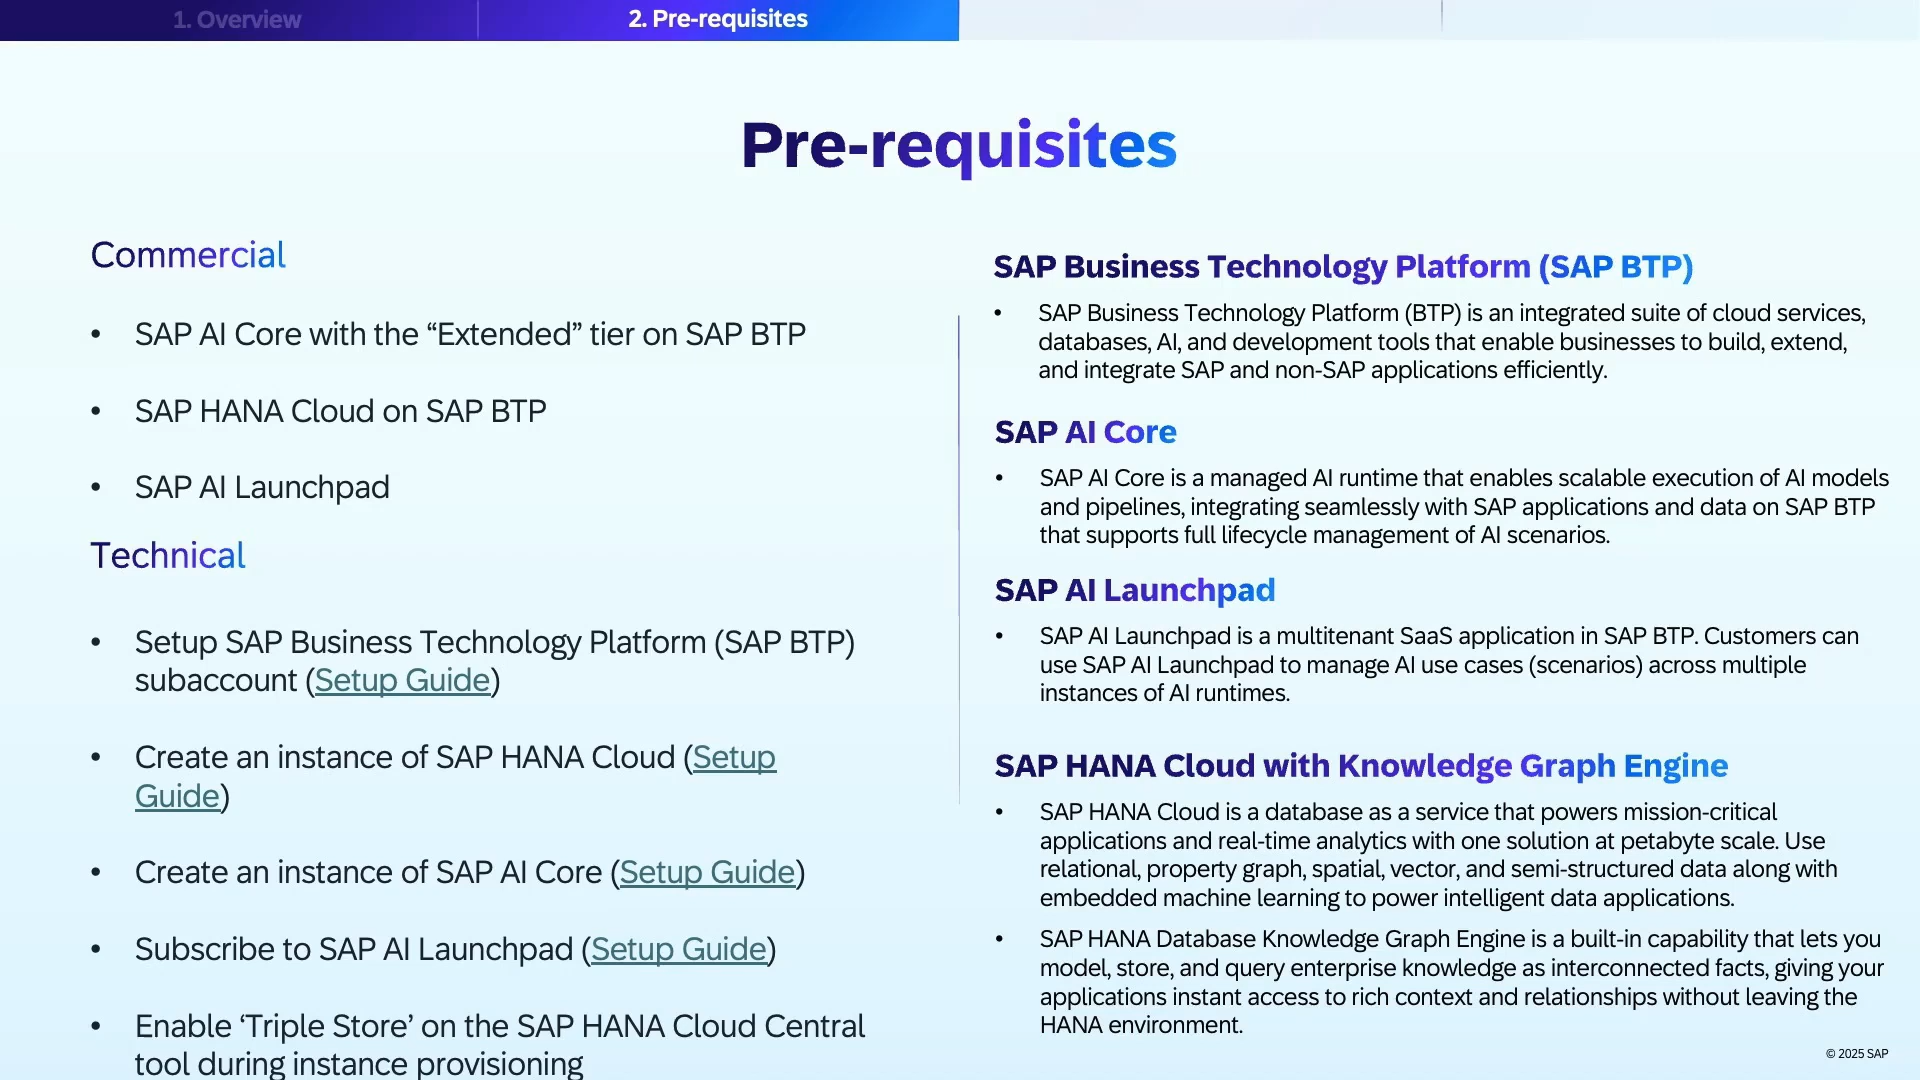 1. Overview
2. Pre-requisites
Pre-requisites
Commercial
• SAP AI Core with the “Extended” tier on SAP BTP
• SAP HANA Cloud on SAP BTP
• SAP AI Launchpad
Technical
• Setup SAP Business Technology Platform (SAP BTP)
subaccount (Setup Guide)
• Create an instance of SAP HANA Cloud (Setup
Guide)
• Create an instance of SAP AI Core (Setup Guide)
• Subscribe to SAP AI Launchpad (Setup Guide)
• Enable ‘Triple Store’ on the SAP HANA Cloud Central
tool during instance provisioning
SAP Business Technology Platform (SAP BTP)
• SAP Business Technology Platform (BTP) is an integrated suite of cloud services,
databases, AI, and development tools that enable businesses to build, extend,
and integrate SAP and non-SAP applications efficiently.
SAP AI Core
• SAP AI Core is a managed AI runtime that enables scalable execution of AI models
and pipelines, integrating seamlessly with SAP applications and data on SAP BTP
that supports full lifecycle management of AI scenarios.
SAP AI Launchpad
• SAP AI Launchpad is a multitenant SaaS application in SAP BTP. Customers can
use SAP AI Launchpad to manage AI use cases (scenarios) across multiple
instances of AI runtimes.
SAP HANA Cloud with Knowledge Graph Engine
• SAP HANA Cloud is a database as a service that powers mission-critical
applications and real-time analytics with one solution at petabyte scale. Use
relational, property graph, spatial, vector, and semi-structured data along with
embedded machine learning to power intelligent data applications.
• SAP HANA Database Knowledge Graph Engine is a built-in capability that lets you
model, store, and query enterprise knowledge as interconnected facts, giving your
applications instant access to rich context and relationships without leaving the
HANA environment.
© 2025 SAP